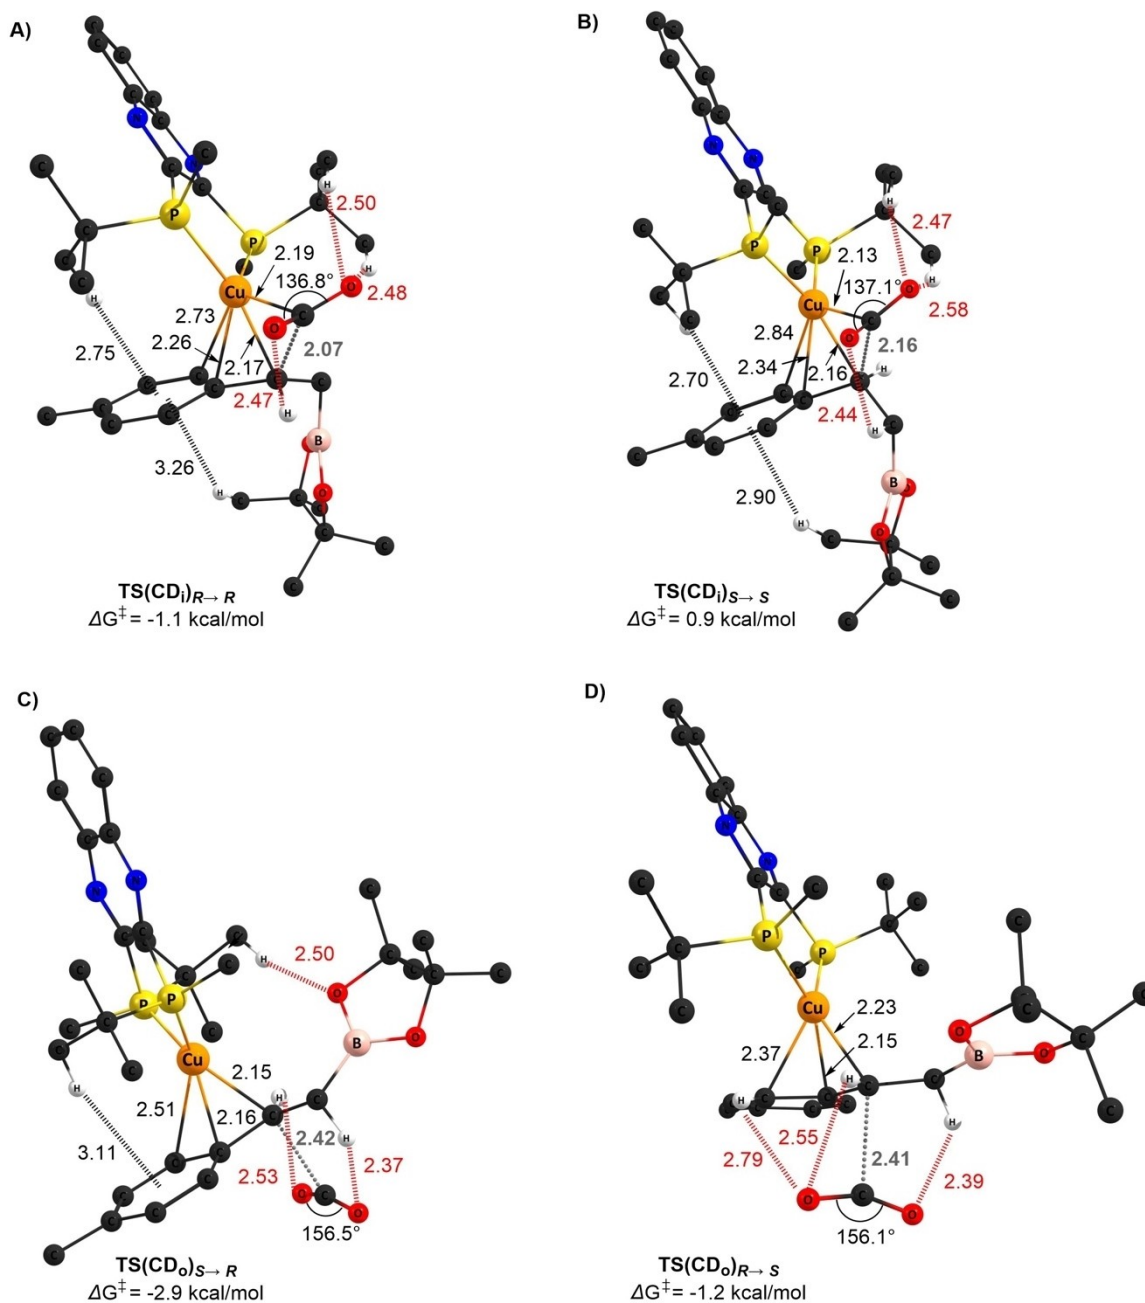 A)
B)
N
N
N
N
C
C
C
2.50
2.47
P
P
H
P
P
H
2.19
2.13
136.8°
O
H
137.1°
O
H
Cu
2.48
Cu
2.58
2.73
O
C
2.84
O
C
2.26
2.07
2.34
2.16
2.75
2.17
2.70
2.16
H
H
2.47
H
2.44
H
3.26
B
2.90
B
H
O
H
O
TS(CDi)R→ R
ΔG‡ = -1.1 kcal/mol
TS(CDi)S→ S
ΔG‡ = 0.9 kcal/mol
C)
D)
N
N
N
N
H
2.50
O
P
P
P
P
B
O
Cu
Cu
2.23
O
B
O
2.15
2.37
2.15
2.51
2.16
H
H
H
H
2.42
H
3.11
2.53
2.37
2.55
2.79
2.41
2.39
O
C
O
O
C
O
156.5°
156.1°
TS(CDo)S→ R
ΔG‡ = -2.9 kcal/mol
TS(CDo)R→ S
ΔG‡ = -1.2 kcal/mol